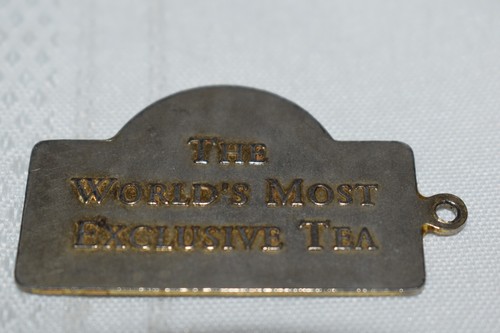 The
World's Most
Exclusive Tea